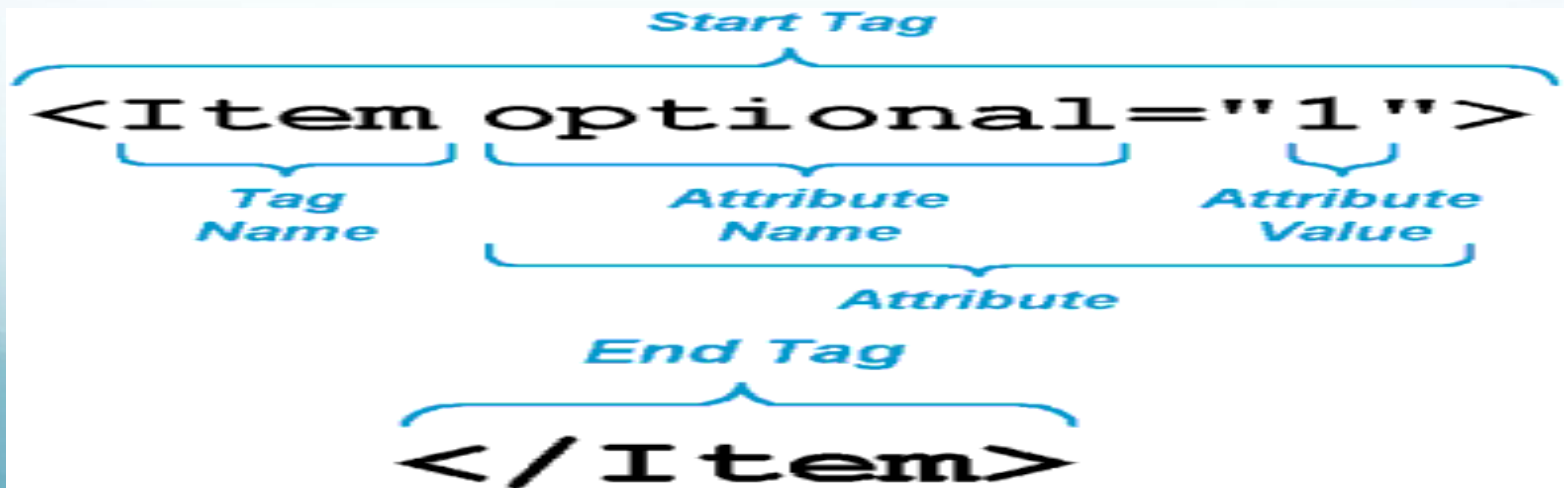 Start Tag
<Item optional="1">
Tag Attribute Attribute
Name Name Value
Attribute
End Tag
</Item>